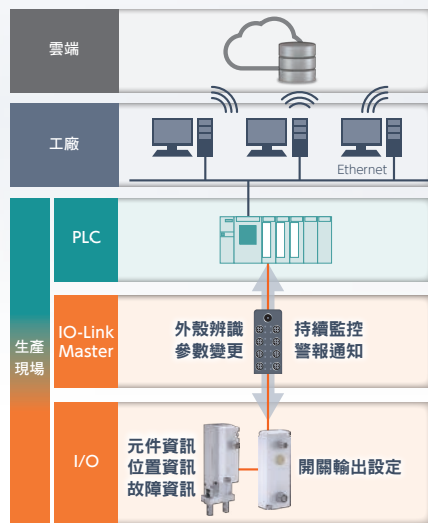 雲端
工廠
Ethernet
生產
現場
PLC
IO-Link
Master
外殼辨識
參數變更
持續監控
警報通知
I/O
元件資訊
位置資訊
故障資訊
開關輸出設定